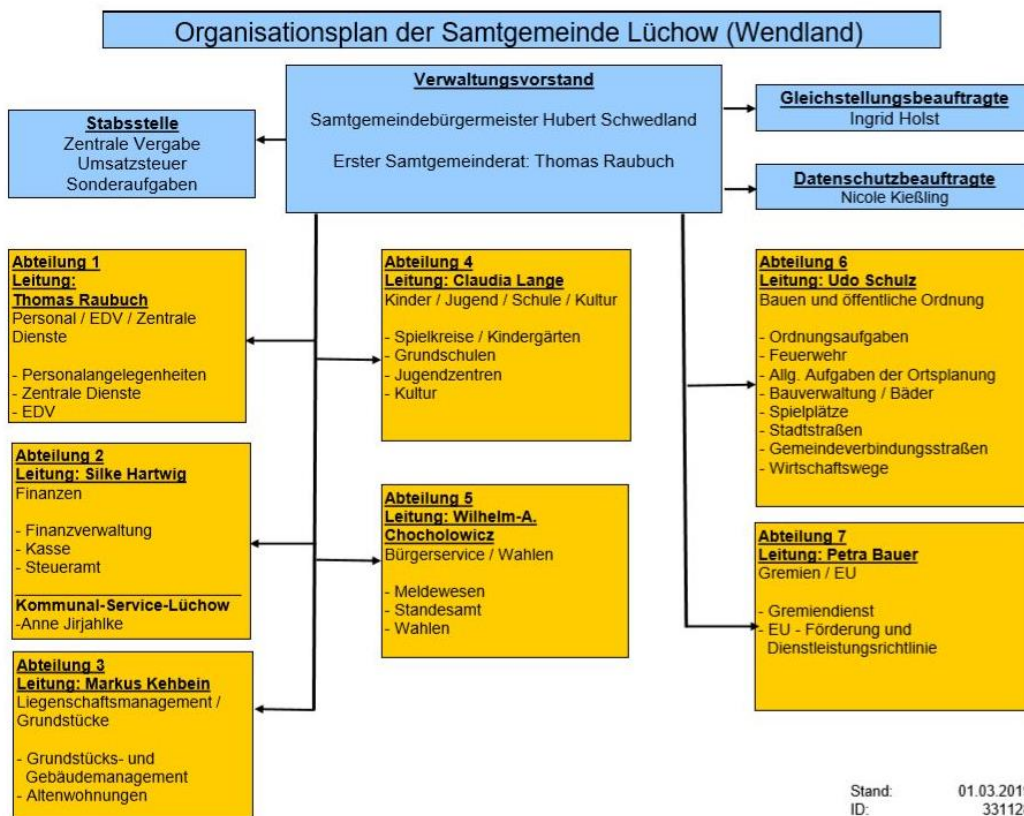 Organisationsplan der Samtgemeinde Lüchow (Wendland)
Verwaltungsvorstand
Samtgemeindebürgermeister Hubert Schwedland
Erster Samtgemeinderat: Thomas Raubuch
Stabsstelle
Zentrale Vergabe
Umsatzsteuer
Sonderaufgaben
Gleichstellungsbeauftragte
Ingrid Holst
Datenschutzbeauftragte
Nicole Kießling
Abteilung 1
Leitung:
Thomas Raubuch
Personal / EDV / Zentrale
Dienste
- Personalangelegenheiten
- Zentrale Dienste
- EDV
Abteilung 2
Leitung: Silke Hartwig
Finanzen
- Finanzverwaltung
- Kasse
- Steueramt
Kommunal-Service-Lüchow
-Anne Jirjahlke
Abteilung 3
Leitung: Markus Kehbein
Liegenschaftsmanagement /
Grundstücke
- Grundstücks- und
Gebäudemanagement
- Altenwohnungen
Abteilung 4
Leitung: Claudia Lange
Kinder / Jugend / Schule / Kultur
- Spielkreise / Kindergärten
- Grundschulen
- Jugendzentren
- Kultur
Abteilung 5
Leitung: Wilhelm-A.
Chocholowicz
Bürgerservice / Wahlen
- Meldewesen
- Standesamt
- Wahlen
Abteilung 6
Leitung: Udo Schulz
Bauen und öffentliche Ordnung
- Ordnungsaufgaben
- Feuerwehr
- Allg. Aufgaben der Ortsplanung
- Bauverwaltung / Bäder
- Spielplätze
- Stadtstraßen
- Gemeindeverbindungsstraßen
- Wirtschaftswege
Abteilung 7
Leitung: Petra Bauer
Gremien / EU
- Gremiendienst
- EU - Förderung und
Dienstleistungsrichtlinie
Stand: 01.03.2019
ID: